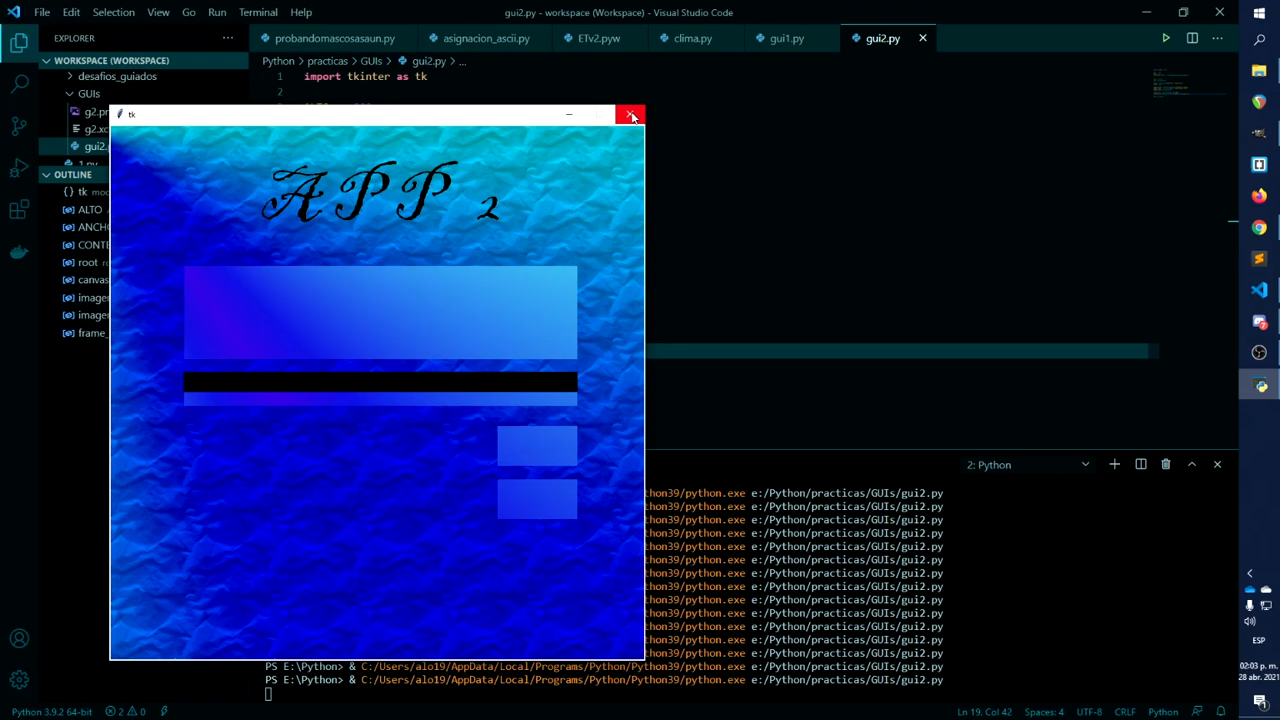 File Edit Selection View Go Run Terminal Help
gui2.py - workspace (Workspace) - Visual Studio Code
EXPLORER
probandomascosasaun.py asignacion_ascii.py ETv2.pyw clima.py gui1.py gui2.py
WORKSPACE (WORKSPACE)
desafios_guiados
GUIs
gui2.
1.py
Python > practicas > GUIs > gui2.py > ...
1 import tkinter as tk
2
OUTLINE
tk
ALTO
ANCHO
CONTE
root
canvas
frame_
tk
APP 2
2: Python
thon39/python.exe e:/Python/practicas/GUIs/gui2.py
thon39/python.exe e:/Python/practicas/GUIs/gui2.py
thon39/python.exe e:/Python/practicas/GUIs/gui2.py
thon39/python.exe e:/Python/practicas/GUIs/gui2.py
thon39/python.exe e:/Python/practicas/GUIs/gui2.py
thon39/python.exe e:/Python/practicas/GUIs/gui2.py
thon39/python.exe e:/Python/practicas/GUIs/gui2.py
thon39/python.exe e:/Python/practicas/GUIs/gui2.py
thon39/python.exe e:/Python/practicas/GUIs/gui2.py
thon39/python.exe e:/Python/practicas/GUIs/gui2.py
thon39/python.exe e:/Python/practicas/GUIs/gui2.py
thon39/python.exe e:/Python/practicas/GUIs/gui2.py
thon39/python.exe e:/Python/practicas/GUIs/gui2.py
PS E:\Python> & C:/Users/alo19/AppData/Local/Programs/Python/Python39/python.exe e:/Python/practicas/GUIs/gui2.py
PS E:\Python> & C:/Users/alo19/AppData/Local/Programs/Python/Python39/python.exe e:/Python/practicas/GUIs/gui2.py
Python 3.9.2 64-bit 2 0
Ln 19, Col 42 Spaces: 4 UTF-8 CRLF Python
ESP
02:03 p. m.
28 abr. 2021